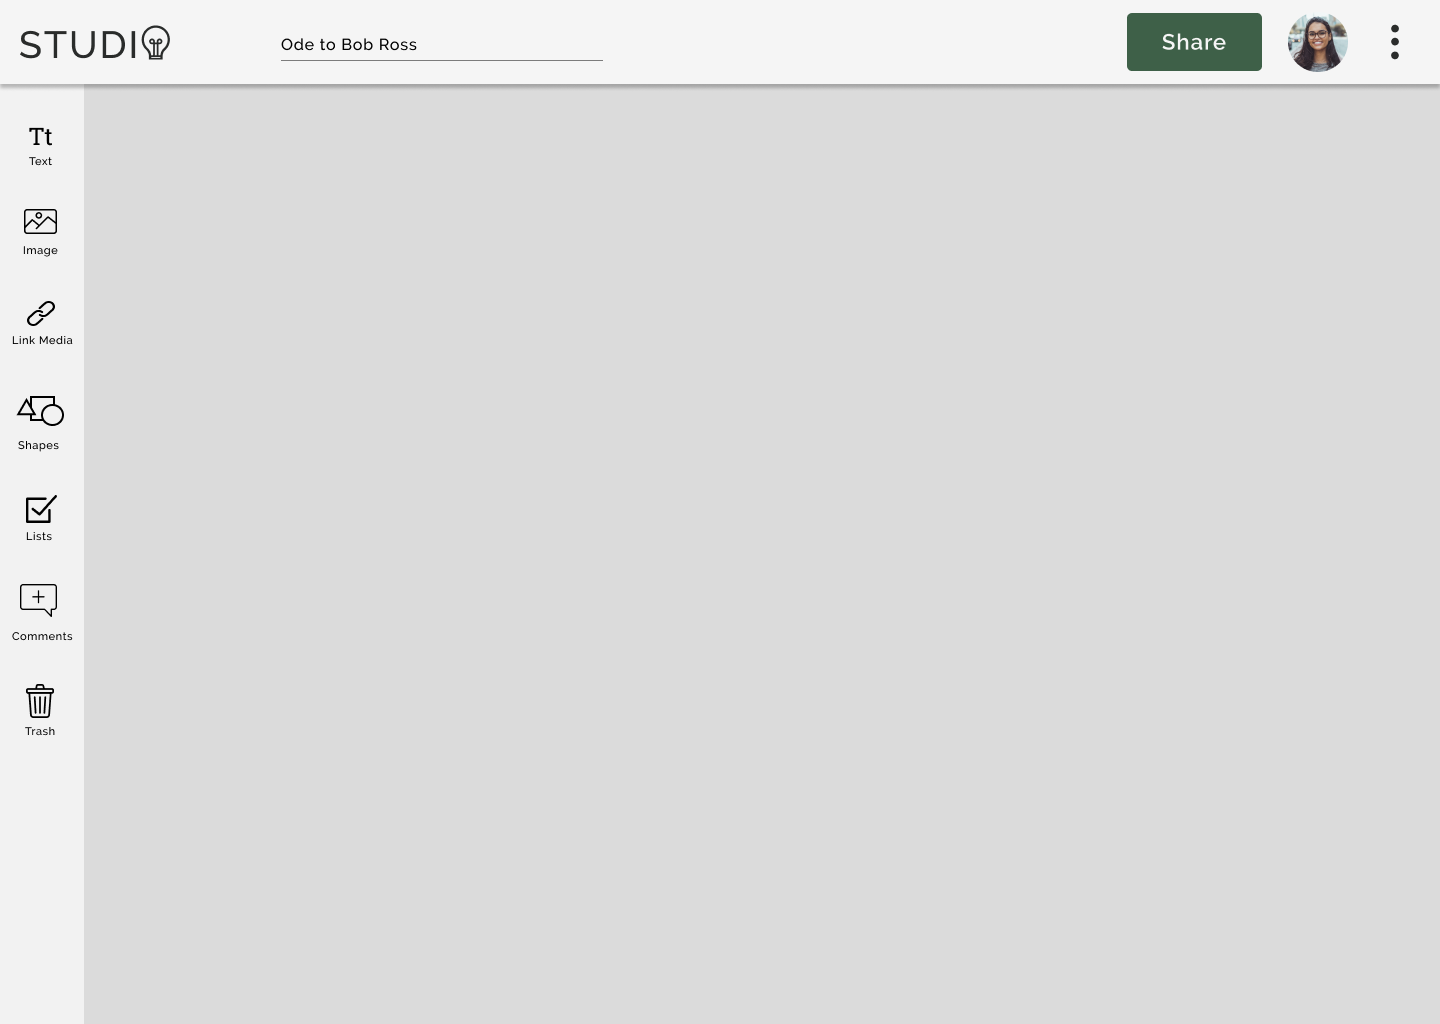 STUDIO
Ode to Bob Ross
Share
Tt
Text
Image
Link Media
Shapes
Lists
Comments
Trash